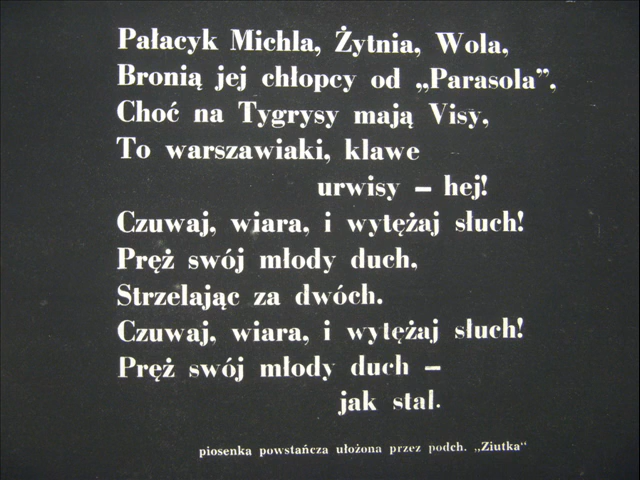 Pałacyk Michla, Żytnia, Wola,
Bronią jej chłopcy od „Parasola”,
Choć na Tygrysy mają Visy,
To warszawiaki, klawe
urwisy – hej!
Czuwaj, wiara, i wytężaj słuch!
Pręż swój młody duch,
Strzelając za dwóch.
Czuwaj, wiara, i wytężaj słuch!
Pręż swój młody duch –
jak stal.
piosenka powstańcza ułożona przez podch. „Ziutka”